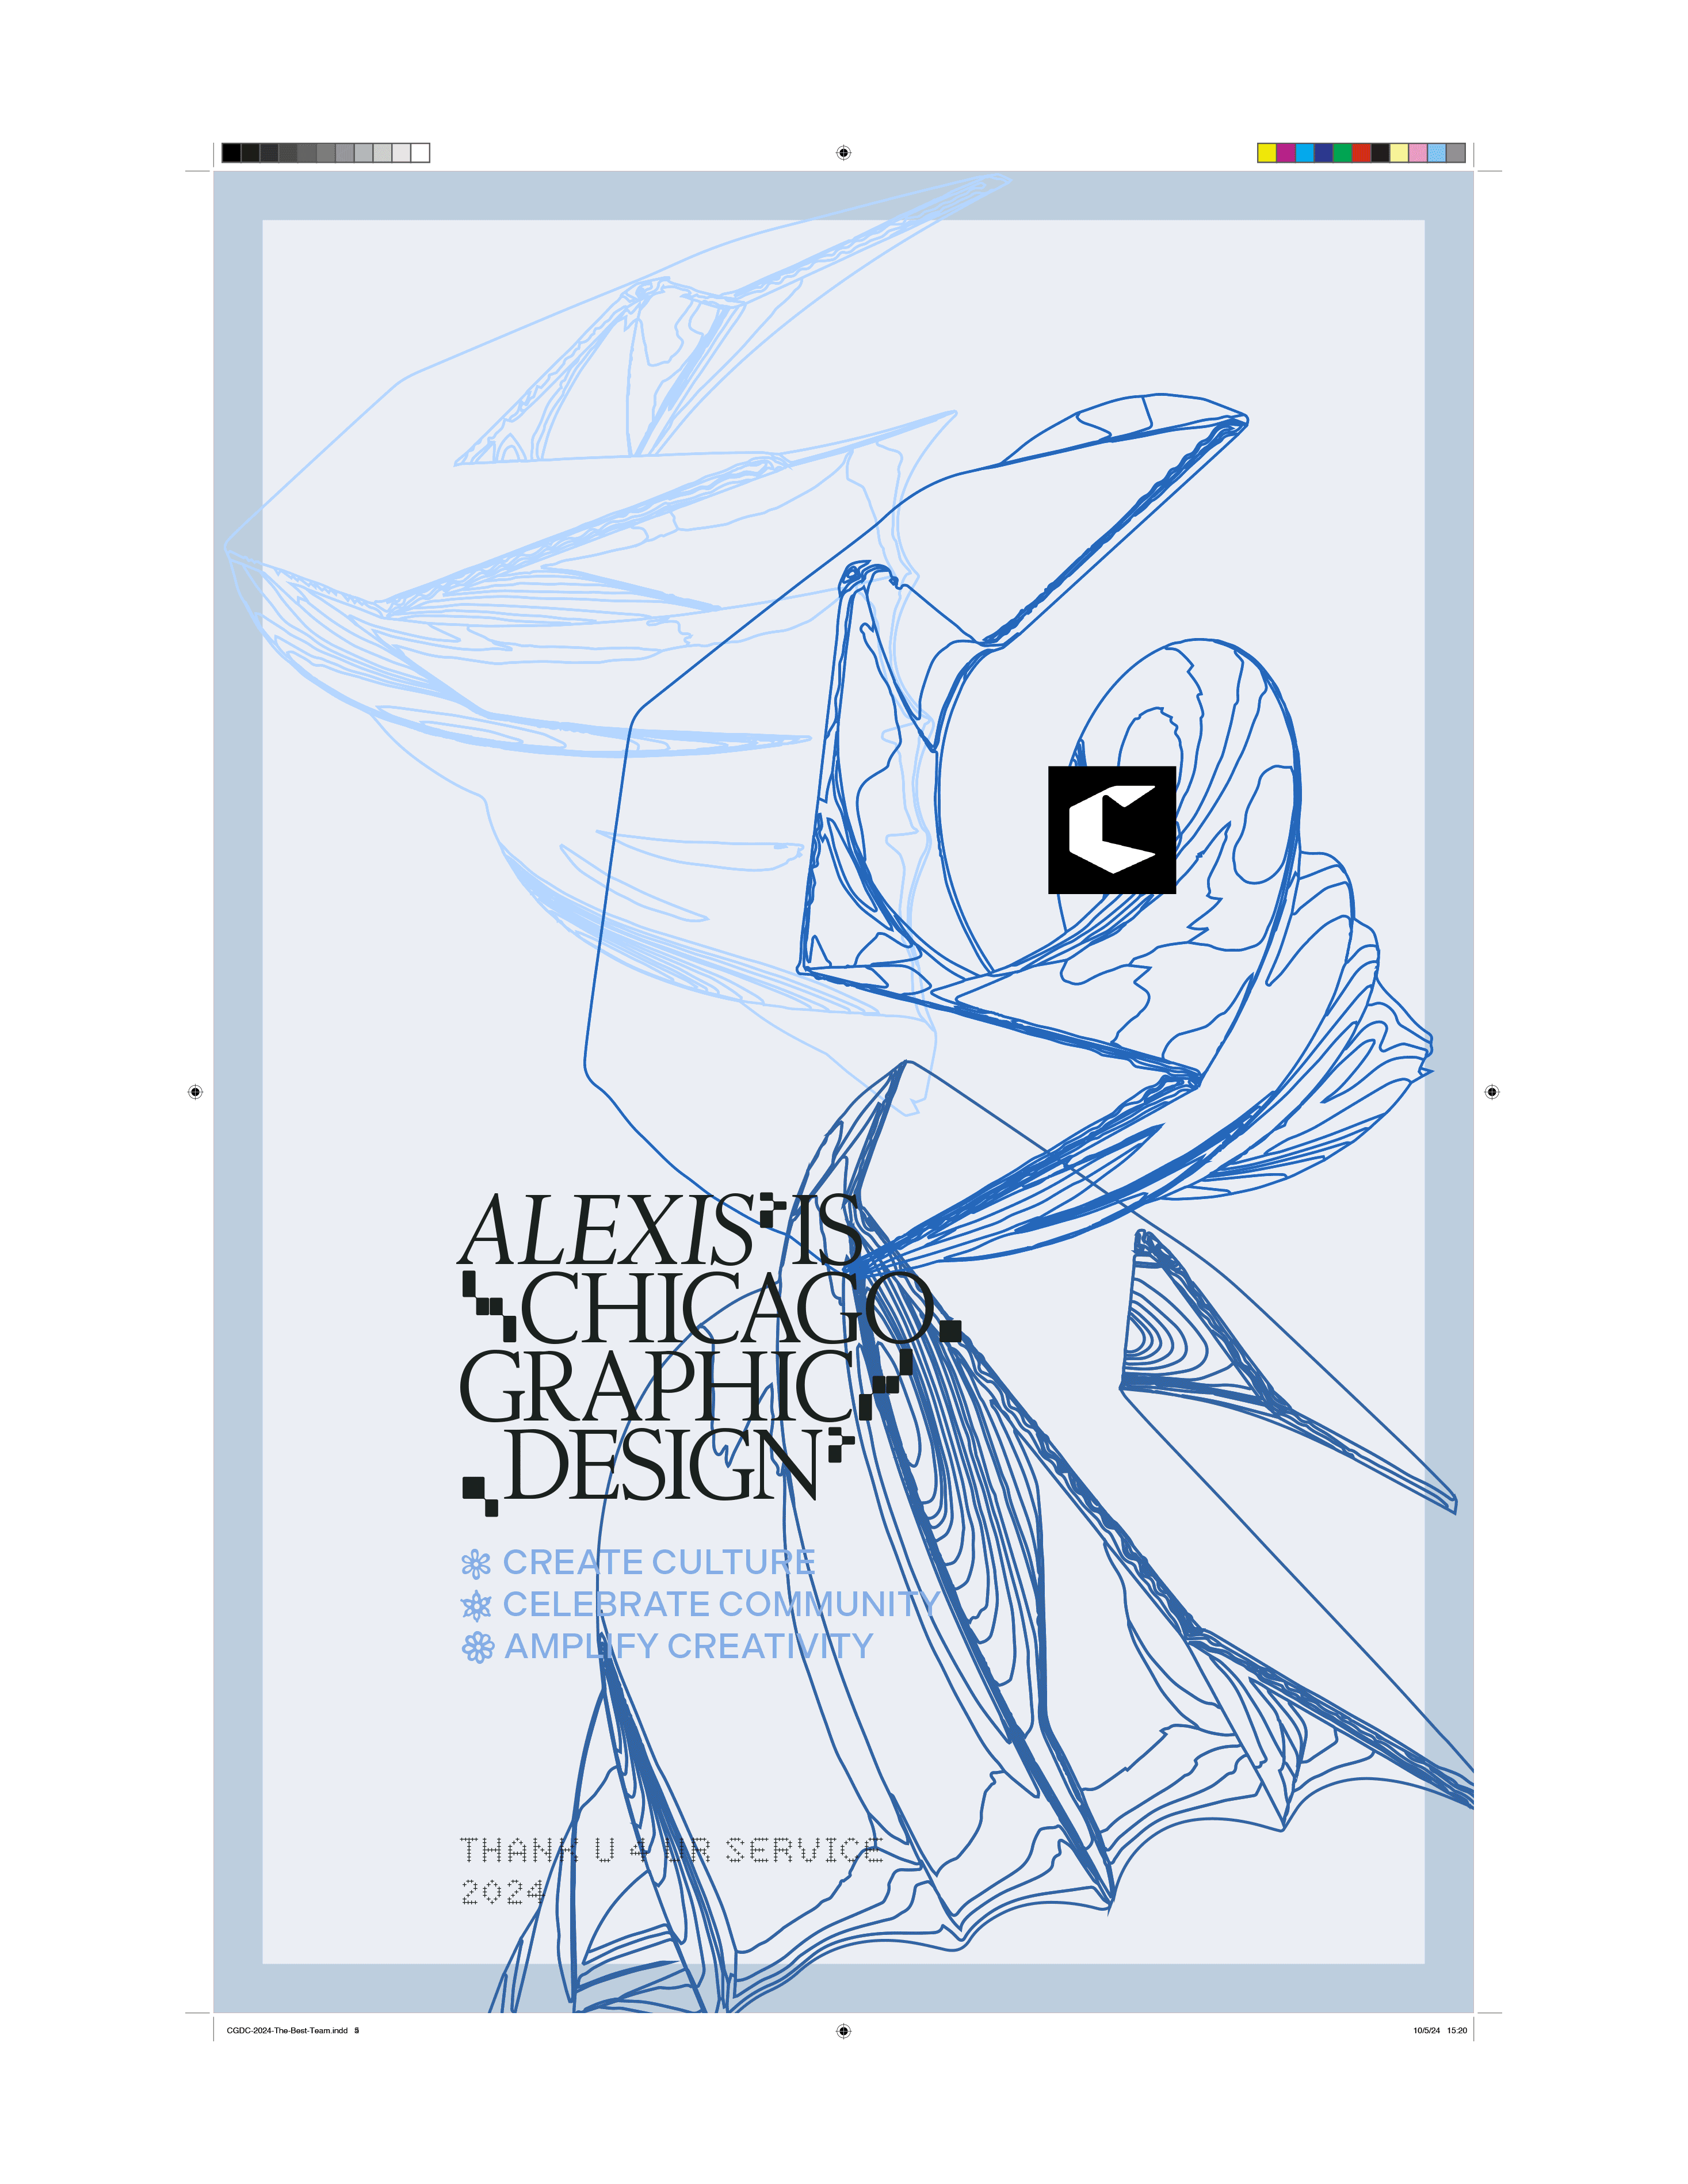 ALEXIS IS
CHICAGO.
GRAPHIC
DESIGN
CREATE CULTURE
CELEBRATE COMMUNITY
AMPLIFY CREATIVITY
THANK U 4 UR SERVICE
2024
CGDC-2024-The-Best-Team.indd
10/5/24 15:20